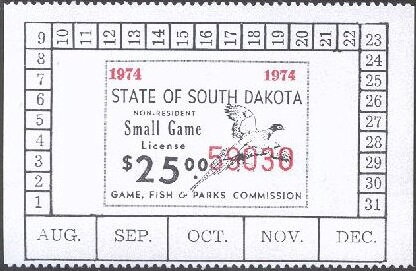 9 10 11 12 13 14 15 16 17 18 19 20 21 22 23
8 24
7 25
6 26
5 27
4 28
3 29
2 30
1 31
1974 1974
STATE OF SOUTH DAKOTA
NON-RESIDENT
Small Game
License
$25.00 59030
GAME, FISH & PARKS COMMISSION
AUG. SEP. OCT. NOV. DEC.